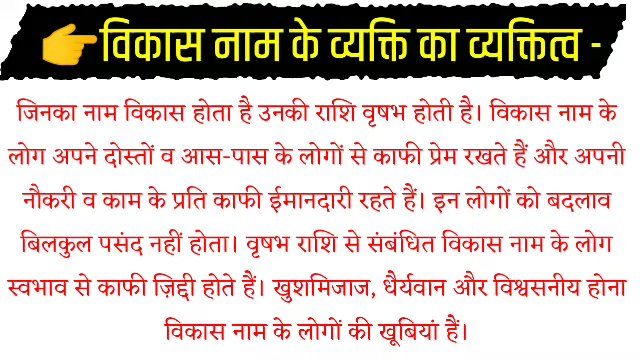 👉विकास नाम के व्यक्ति का व्यक्तित्व -
जिनका नाम विकास होता है उनकी राशि वृषभ होती है। विकास नाम के
लोग अपने दोस्तों व आस-पास के लोगों से काफी प्रेम रखते हैं और अपनी
नौकरी व काम के प्रति काफी ईमानदारी रहते हैं। इन लोगों को बदलाव
बिलकुल पसंद नहीं होता। वृषभ राशि से संबंधित विकास नाम के लोग
स्वभाव से काफी ज़िद्दी होते हैं। खुशमिजाज, धैर्यवान और विश्वसनीय होना
विकास नाम के लोगों की खूबियां हैं।